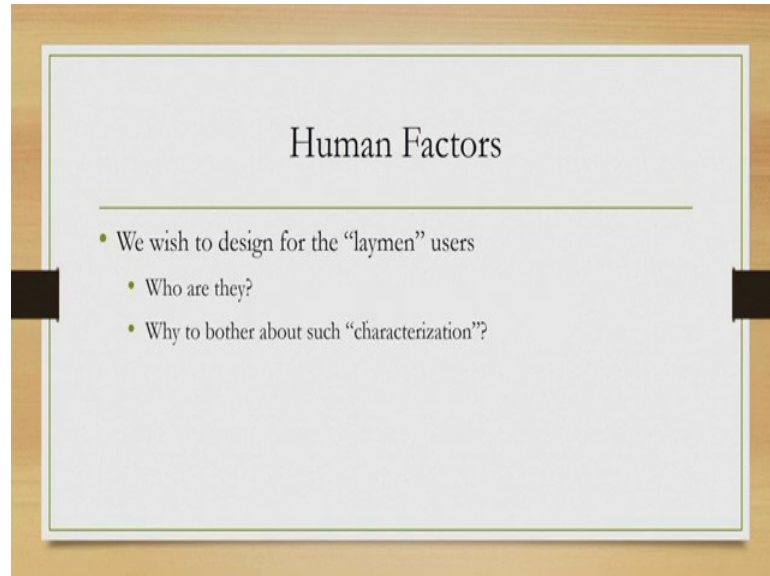 Human Factors
• We wish to design for the “laymen” users
• Who are they?
• Why to bother about such “characterization”?